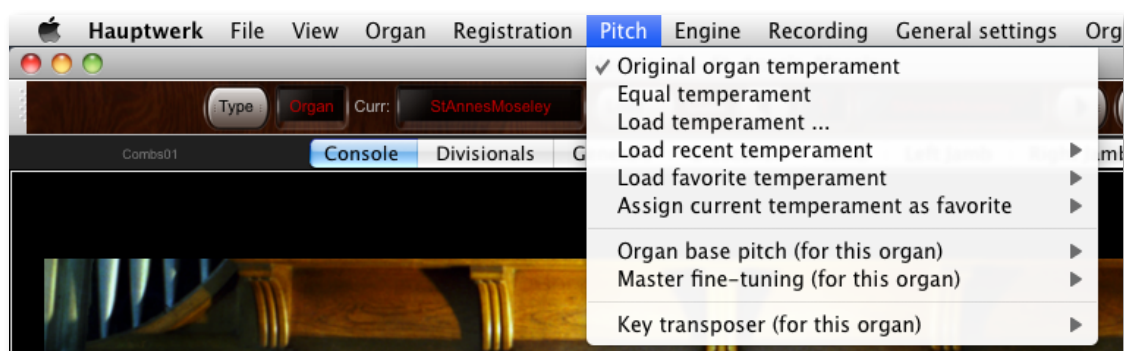 Hauptwerk File View Organ Registration Pitch Engine Recording General settings Org
Type Organ Curr: StAnnesMoseley
Combs01 Console Divisionals G
✓ Original organ temperament
Equal temperament
Load temperament ...
Load recent temperament
Load favorite temperament
Assign current temperament as favorite
Organ base pitch (for this organ)
Master fine-tuning (for this organ)
Key transposer (for this organ)